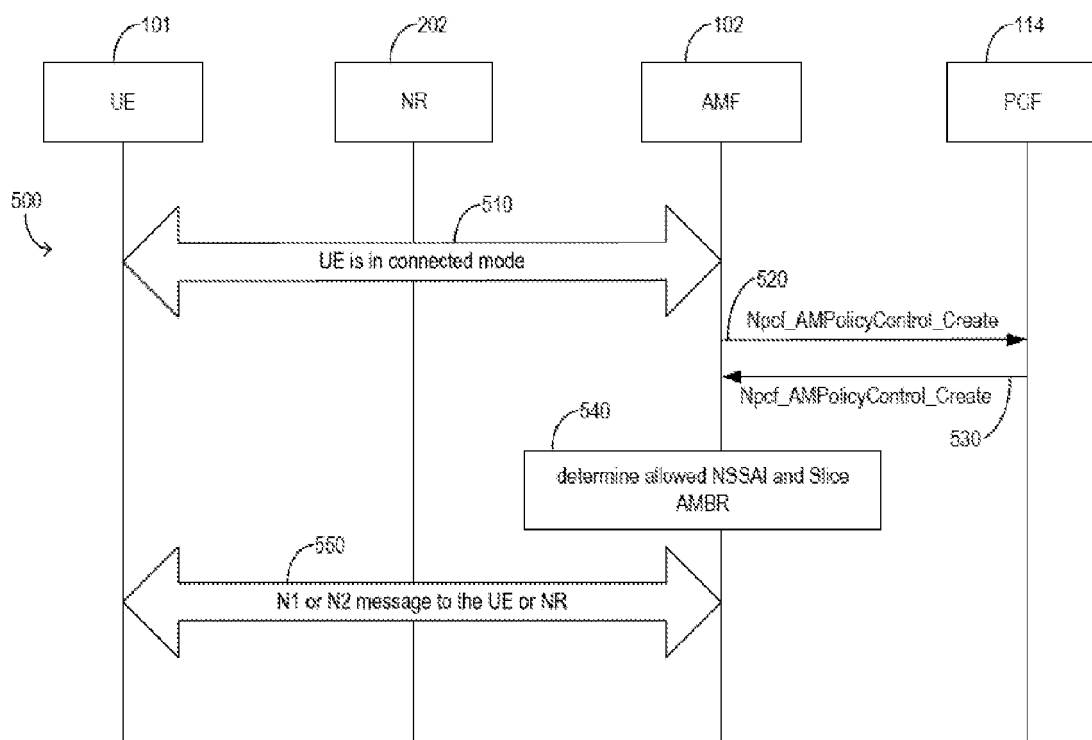 101
202
102
114
UE
NR
AMF
PCF
500
510
UE is in connected mode
520
Npcf_AMPolicyControl_Create
Npcf_AMPolicyControl_Create
530
540
determine allowed NSSAI and Slice
AMBR
550
N1 or N2 message to the UE or NR